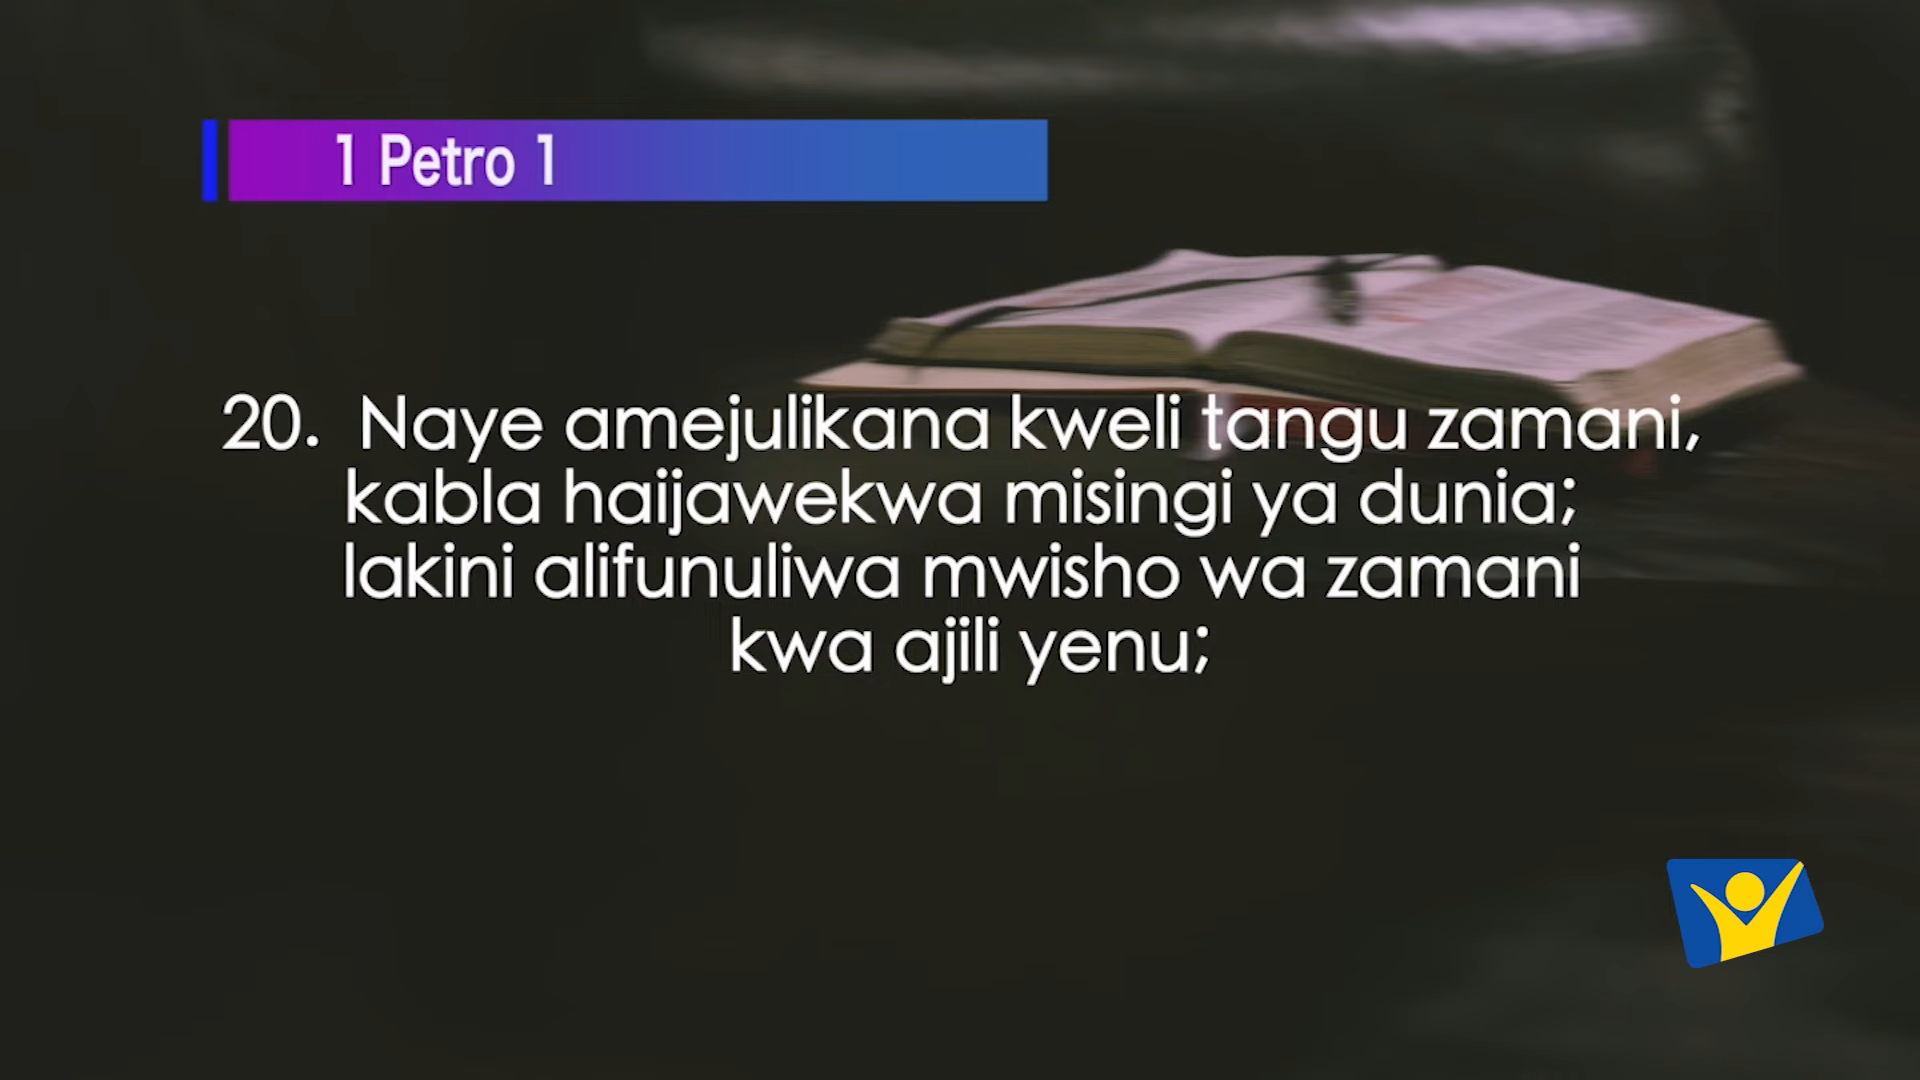 1 Petro 1
20. Naye amejulikana kweli tangu zamani,
kabla haijawekwa misingi ya dunia;
lakini alifunuliwa mwisho wa zamani
kwa ajili yenu;